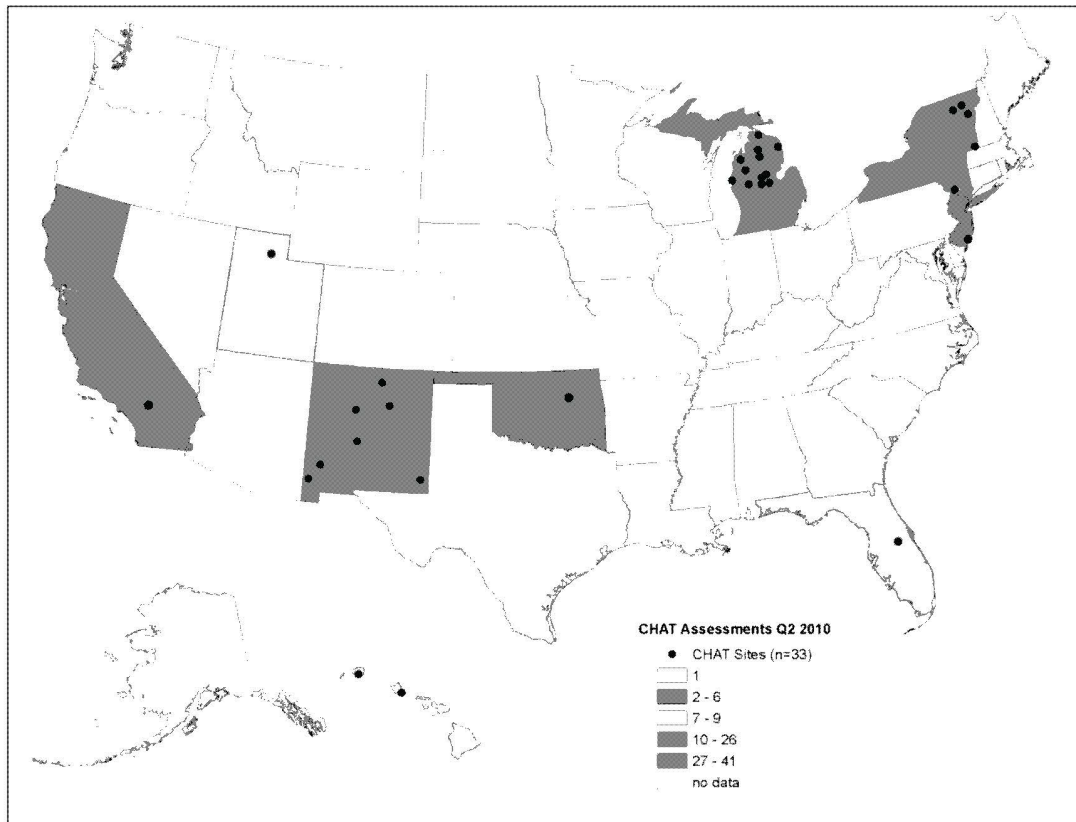 CHAT Assessments Q2 2010
CHAT Sites (n=33)
1
2 - 6
7 - 9
10 - 26
27 - 41
no data